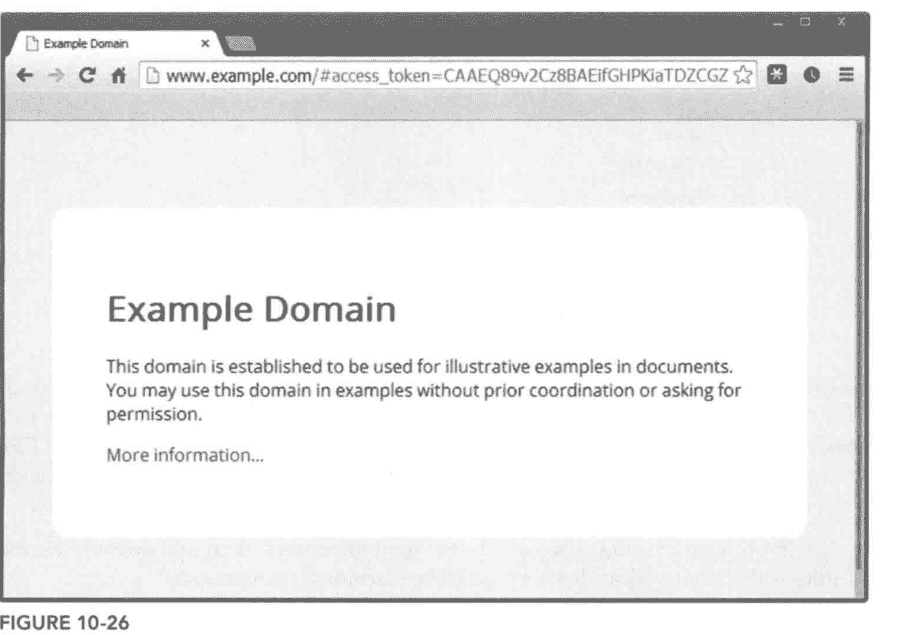 Example Domain
www.example.com/#access_token=CAAEQ89v2Cz8BAEifGHPKiaTDZCGZ
Example Domain
This domain is established to be used for illustrative examples in documents.
You may use this domain in examples without prior coordination or asking for
permission.
More information...
FIGURE 10-26